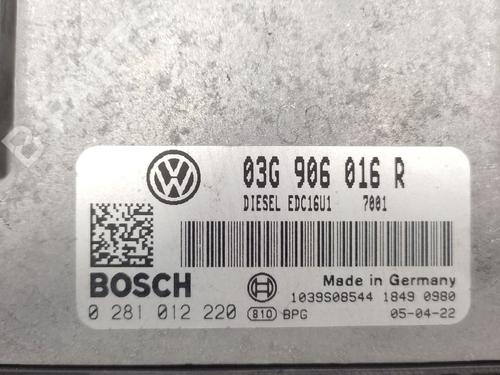 03G 906 016 R
DIESEL EDC16U1 7001
BOSCH
Made in Germany
1039S08544 1849 0980
0 281 012 220 810 BPG 05-04-22